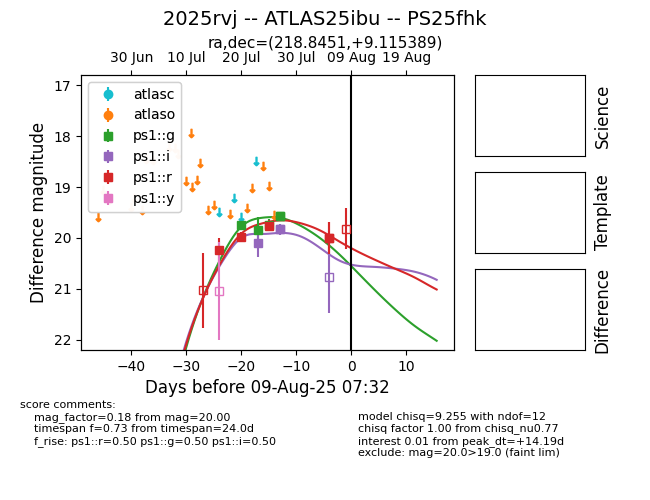 2025rvj -- ATLAS25ibu -- PS25fhk
ra,dec=(218.8451,+9.115389)
30 Jun 10 Jul 20 Jul 30 Jul 09 Aug 19 Aug
17
18
19
20
21
22
Difference magnitude
atlasc
atlaso
ps1::g
ps1::i
ps1::r
ps1::y
−40 −30 −20 −10 0 10
Days before 09-Aug-25 07:32
Science
Template
Difference
score comments:
mag_factor=0.18 from mag=20.00
timespan f=0.73 from timespan=24.0d
f_rise: ps1::r=0.50 ps1::g=0.50 ps1::i=0.50
model chisq=9.255 with ndof=12
chisq factor 1.00 from chisq_nu0.77
interest 0.01 from peak_dt=+14.19d
exclude: mag=20.0>19.0 (faint lim)